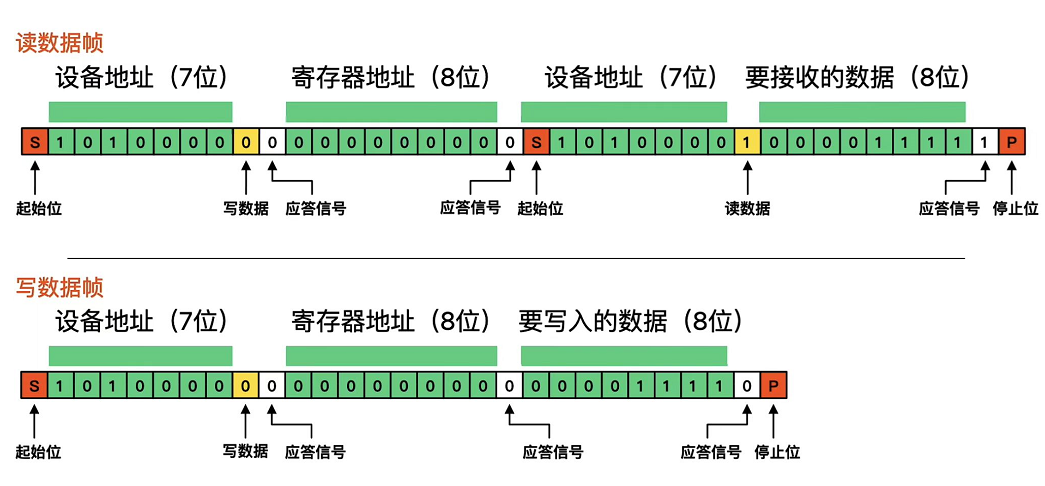 读数据帧
设备地址（7位） 寄存器地址（8位） 设备地址（7位） 要接收的数据（8位）
S 1 0 1 0 0 0 0 0 0 0 0 0 0 0 0 0 0 0 S 1 0 1 0 0 0 0 1 0 0 0 0 1 1 1 1 1 P
起始位 写数据 应答信号 应答信号 起始位 读数据 应答信号 停止位
写数据帧
设备地址（7位） 寄存器地址（8位） 要写入的数据（8位）
S 1 0 1 0 0 0 0 0 0 0 0 0 0 0 0 0 0 0 0 0 0 0 1 1 1 1 0 P
起始位 写数据 应答信号 应答信号 应答信号 停止位